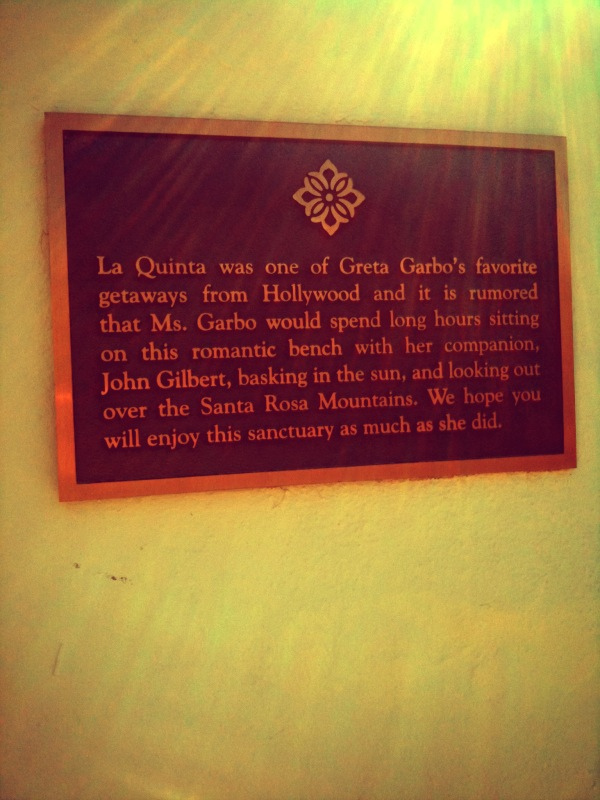 La Quinta was one of Greta Garbo's favorite
getaways from Hollywood and it is rumored
that Ms. Garbo would spend long hours sitting
on this romantic bench with her companion,
John Gilbert, basking in the sun, and looking out
over the Santa Rosa Mountains. We hope you
will enjoy this sanctuary as much as she did.